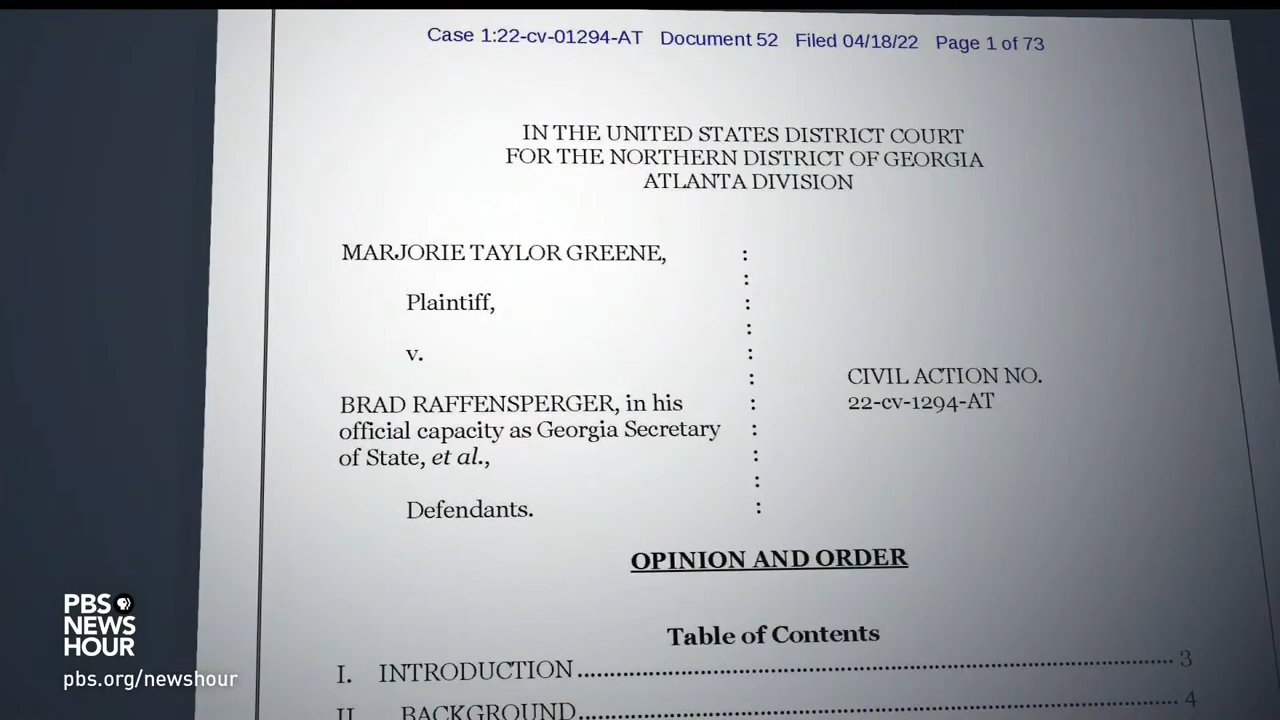 Case 1:22-cv-01294-AT Document 52 Filed 04/18/22 Page 1 of 73
IN THE UNITED STATES DISTRICT COURT
FOR THE NORTHERN DISTRICT OF GEORGIA
ATLANTA DIVISION
MARJORIE TAYLOR GREENE, :
:
Plaintiff, :
:
v. :
: CIVIL ACTION NO.
BRAD RAFFENSPERGER, in his : 22-cv-1294-AT
official capacity as Georgia Secretary :
of State, et al., :
:
Defendants. :
OPINION AND ORDER
Table of Contents
I. INTRODUCTION .......... 3
II. BACKGROUND .......... 4
PBS
NEWS
HOUR
pbs.org/newshour